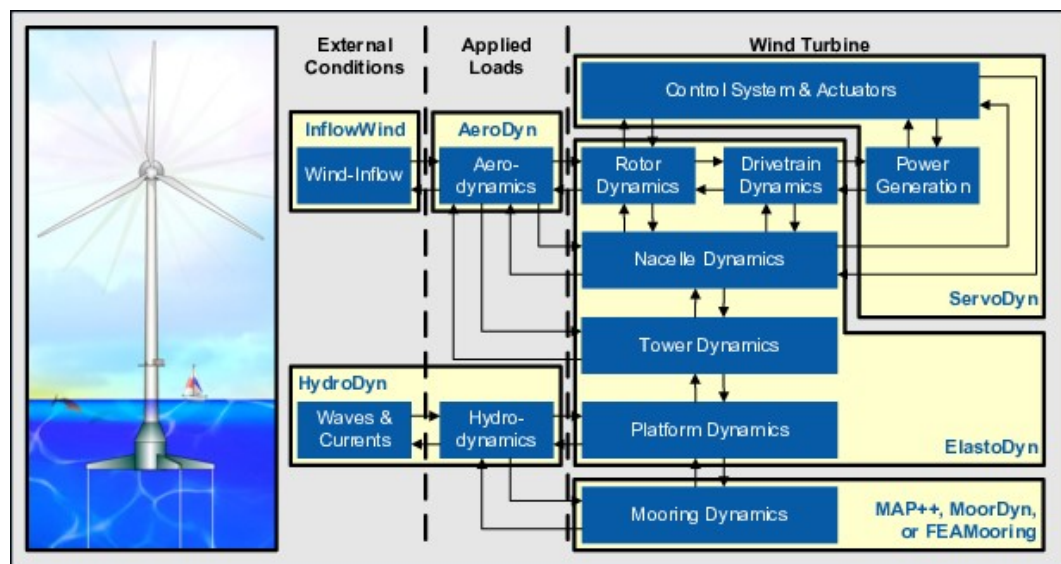 External
Conditions
Applied
Loads
Wind Turbine
Control System & Actuators
InflowWind
AeroDyn
Wind-Inflow
Aero-
dynamics
Rotor
Dynamics
Drivetrain
Dynamics
Power
Generation
Nacelle Dynamics
ServoDyn
Tower Dynamics
HydroDyn
Waves &
Currents
Hydro-
dynamics
Platform Dynamics
ElastoDyn
Mooring Dynamics
MAP++, MoorDyn,
or FEAMooring